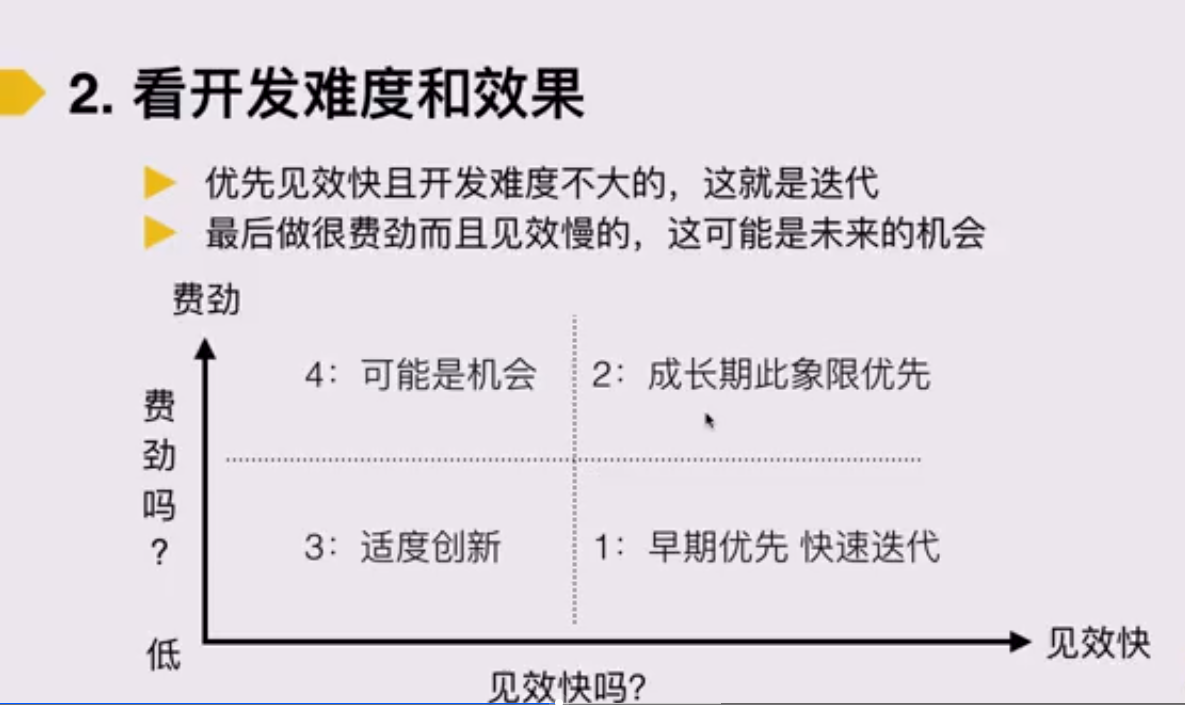 2. 看开发难度和效果
优先见效快且开发难度不大的，这就是迭代
最后做很费劲而且见效慢的，这可能是未来的机会
费劲
4：可能是机会
2：成长期此象限优先
费劲吗？
3：适度创新
1：早期优先 快速迭代
低
见效快
见效快吗？